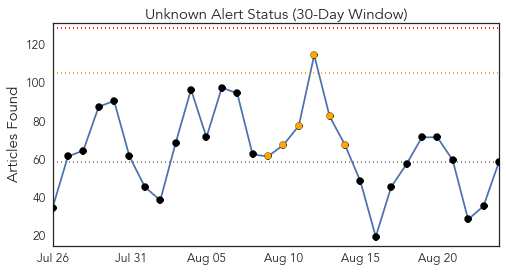 Unknown Alert Status (30-Day Window)
Articles Found
120
100
80
60
40
20
Jul 26
Jul 31
Aug 05
Aug 10
Aug 15
Aug 20